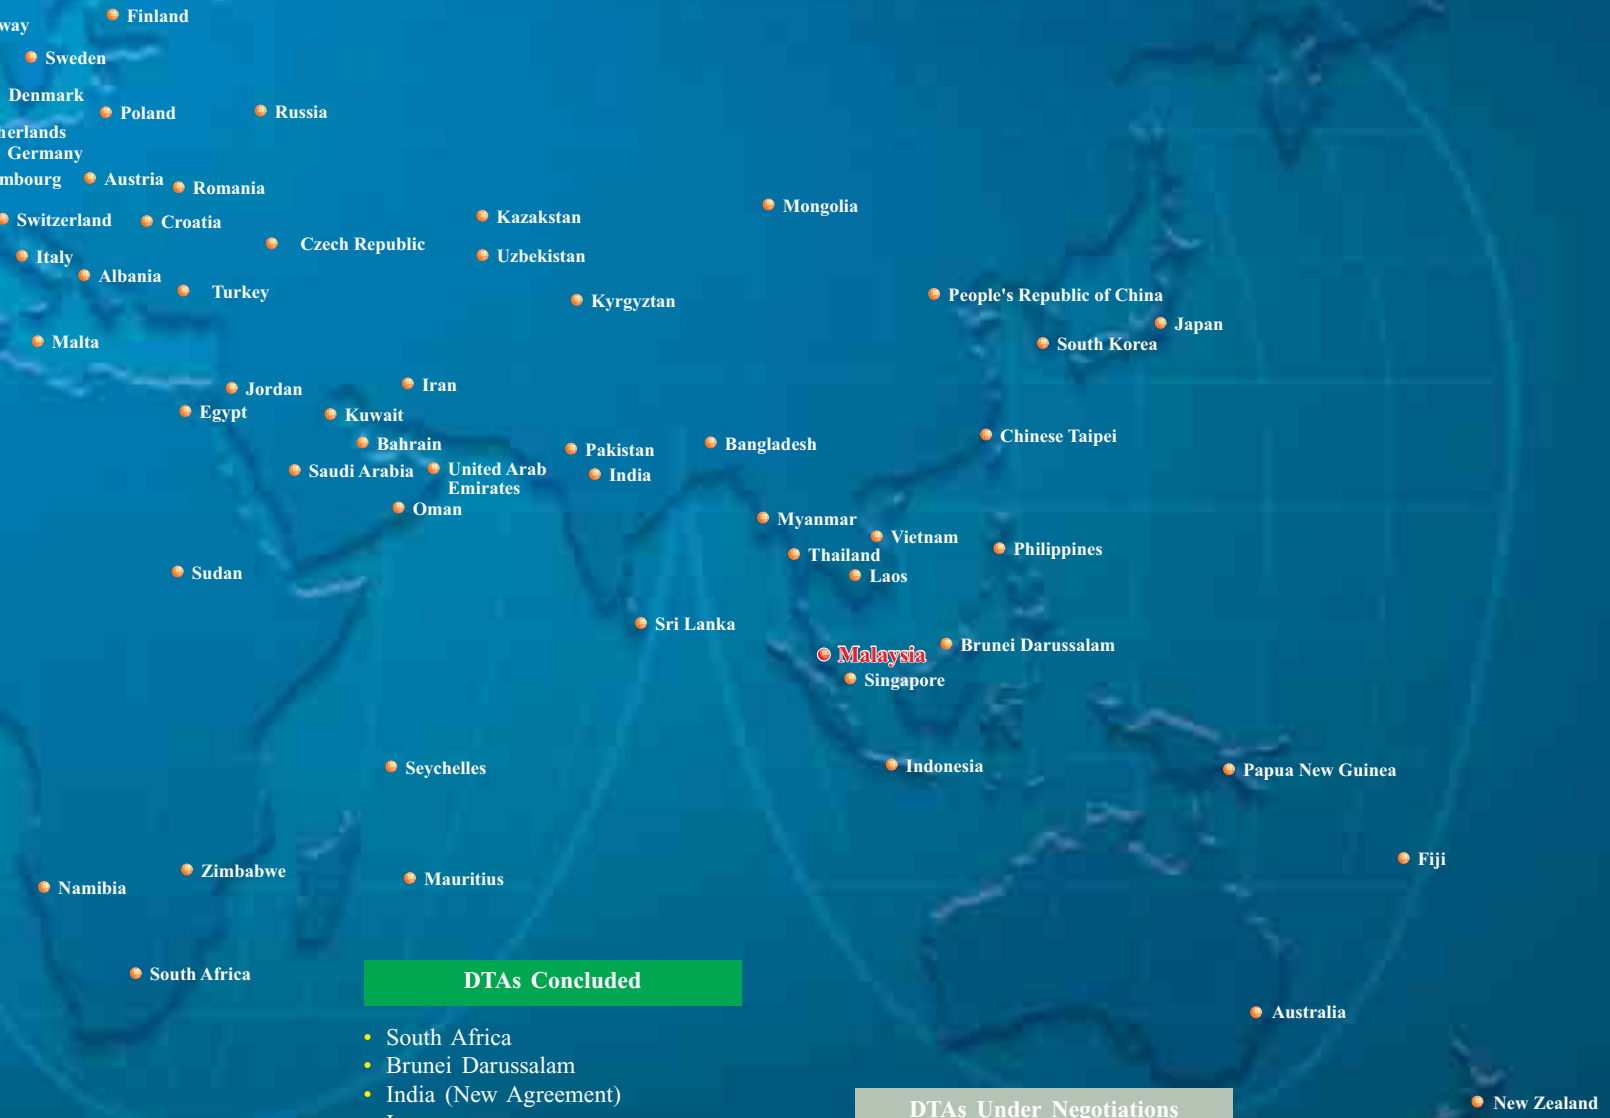 Finland
way
Sweden
Denmark
Poland
Russia
herlands
Germany
mbourg
Austria
Romania
Mongolia
Kazakstan
Switzerland
Croatia
Czech Republic
Uzbekistan
Italy
Albania
Turkey
Kyrgyztan
People's Republic of China
Japan
South Korea
Malta
Jordan
Iran
Egypt
Kuwait
Bahrain
Pakistan
Bangladesh
Chinese Taipei
Saudi Arabia
United Arab
Emirates
India
Oman
Myanmar
Vietnam
Philippines
Thailand
Laos
Sudan
Sri Lanka
Malaysia
Brunei Darussalam
Singapore
Seychelles
Indonesia
Papua New Guinea
Fiji
Zimbabwe
Mauritius
Namibia
South Africa
DTAs Concluded
Australia
• South Africa
• Brunei Darussalam
• India (New Agreement)
DTAs Under Negotiations
New Zealand